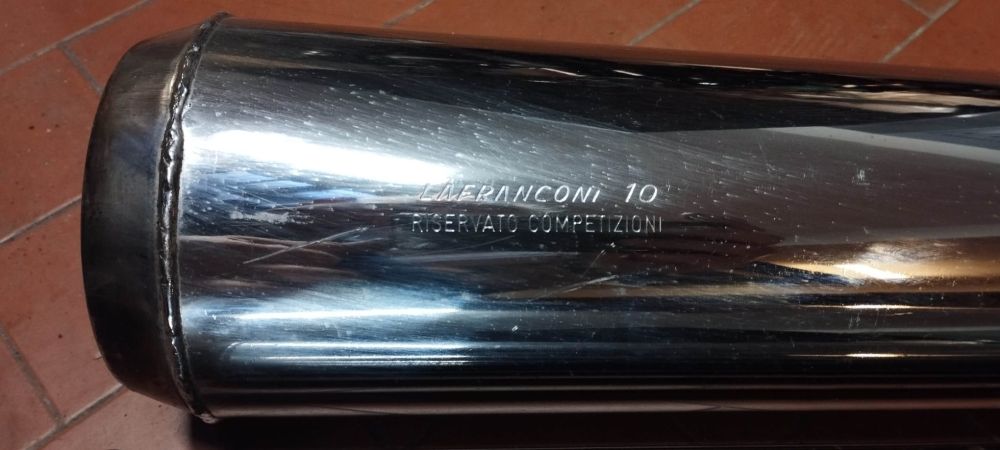 LAFRANCONI 10
RISERVATO COMPETIZIONI